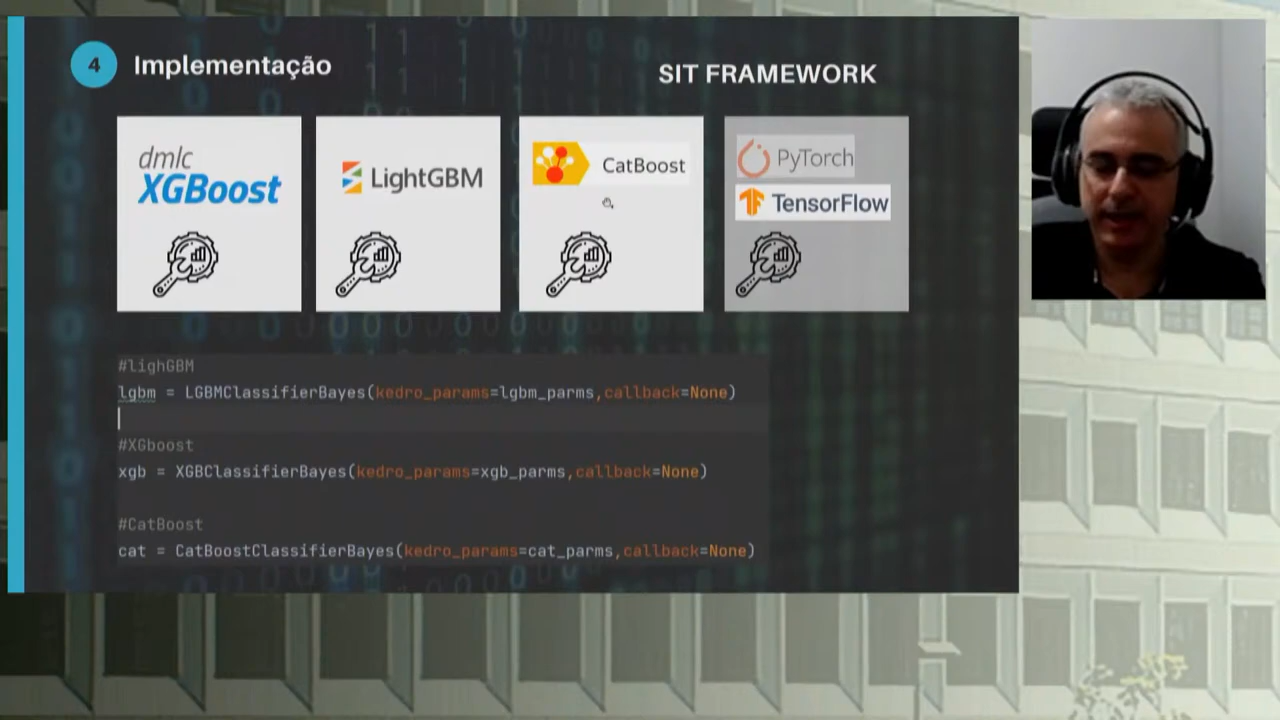 4
Implementação
SIT FRAMEWORK
dmlc
XGBoost
LightGBM
CatBoost
PyTorch
TensorFlow
#lighGBM
lgbm = LGBMClassifierBayes(kedro_params=lgbm_parms,callback=None)
#XGboost
xgb = XGBClassifierBayes(kedro_params=xgb_parms,callback=None)
#CatBoost
cat = CatBoostClassifierBayes(kedro_params=cat_parms,callback=None)